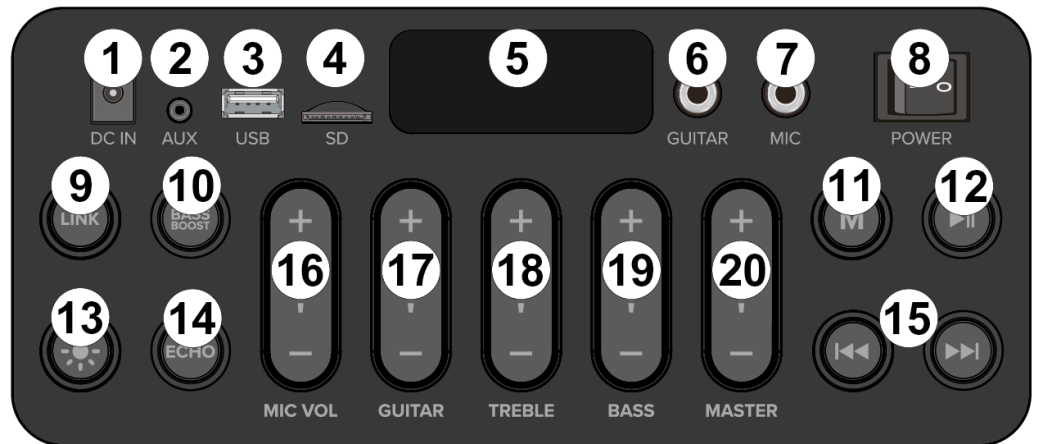 1 2 3 4 5 6 7 8
DC IN AUX USB SD GUITAR MIC POWER
9 10 11 12
LINK BASS M
BOOST
16 17 18 19 20
13 14 15
ECHO
MIC VOL GUITAR TREBLE BASS MASTER